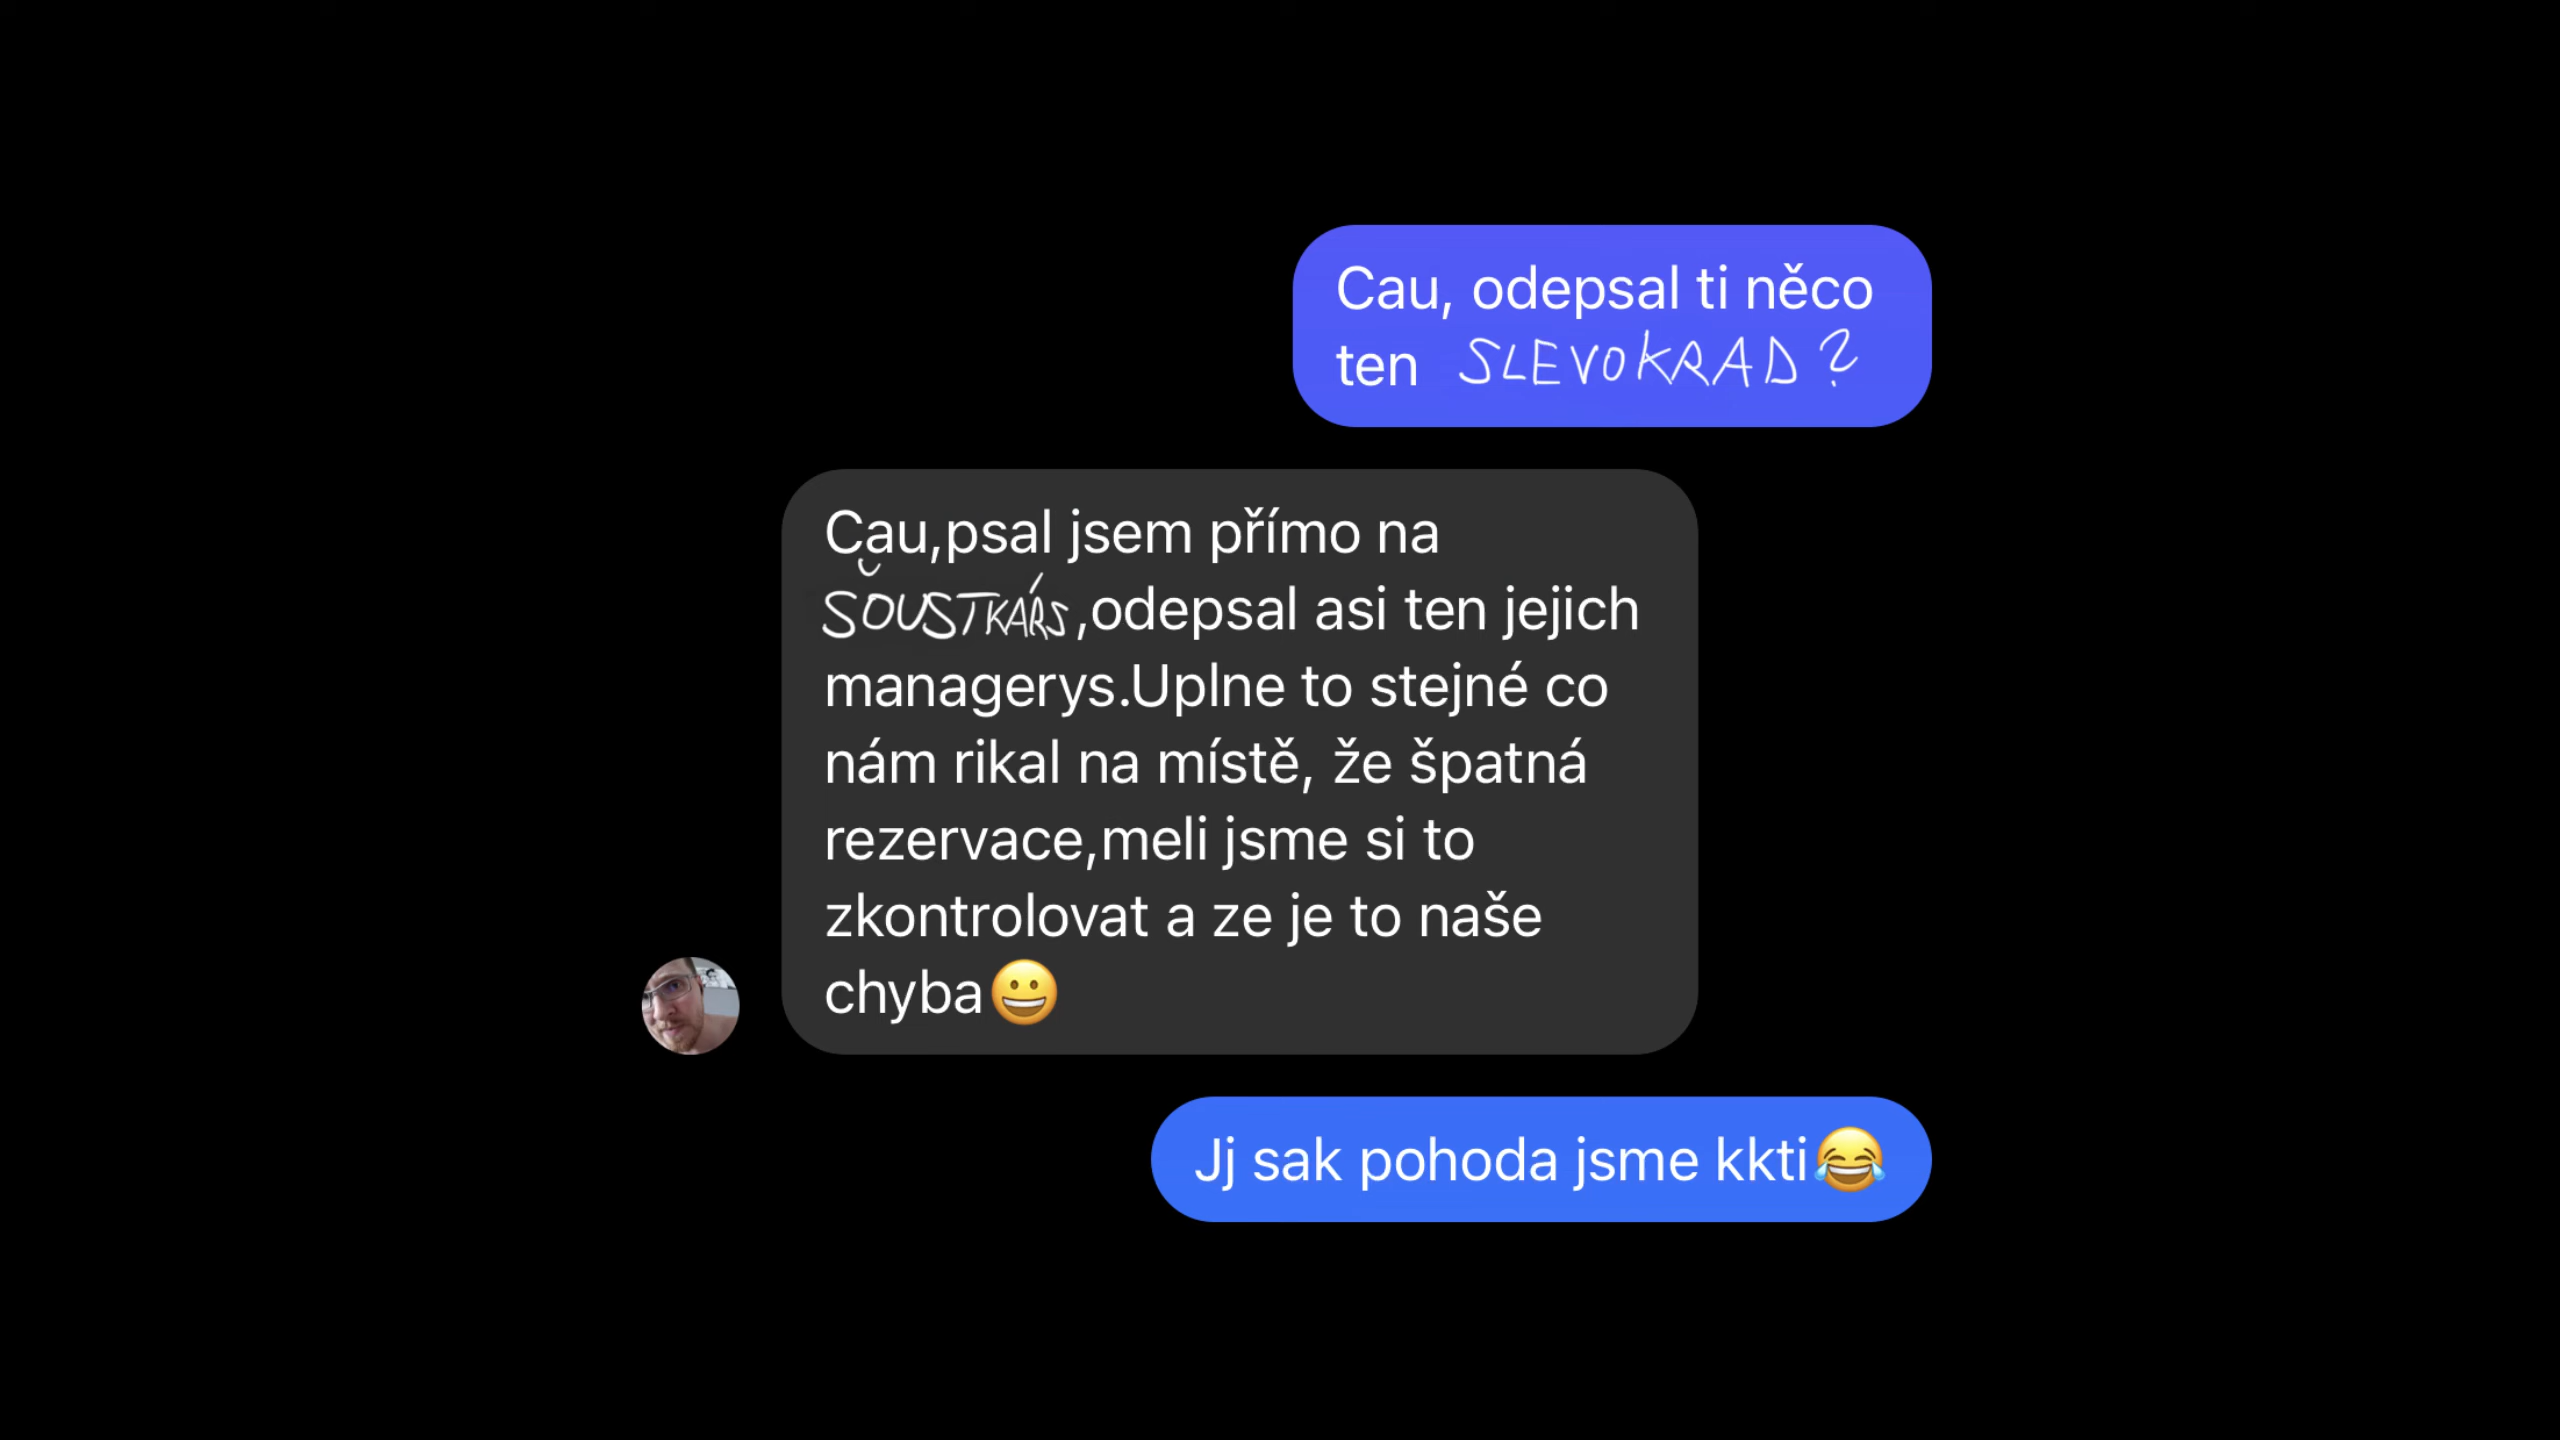 Cau, odepsal ti něco
ten SLEVOKRAD?
Čau,psal jsem přímo na
ŠOUSTKÁRS,odepsal asi ten jejich
managerys.Uplne to stejné co
nám rikal na místě, že špatná
rezervace,meli jsme si to
zkontrolovat a ze je to naše
chyba😀
Jj sak pohoda jsme kkti😂